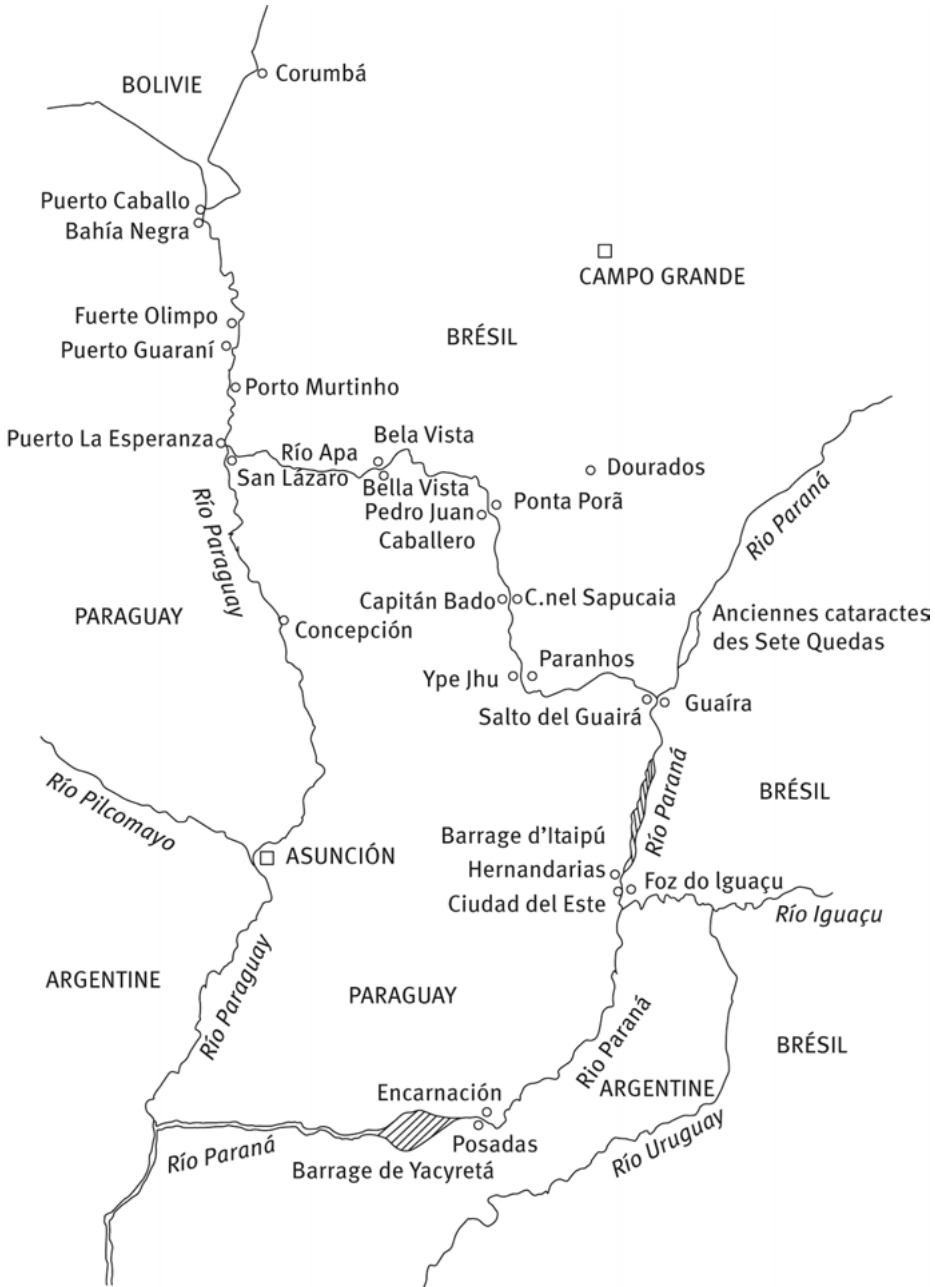 Corumbá
BOLIVIE
Puerto Caballo
Bahía Negra
CAMPO GRANDE
Fuerte Olimpo
BRÉSIL
Puerto Guaraní
Porto Murtinho
Puerto La Esperanza
Río Apa
Bela Vista
San Lázaro
Dourados
Bella Vista
Pedro Juan
Caballero
Ponta Porã
Rio Paraná
Río Paraguay
Capitán Bado
C.nel Sapucaia
PARAGUAY
Concepción
Anciennes cataractes
des Sete Quedas
Ype Jhu
Paranhos
Salto del Guairá
Guaíra
Río Pilcomayo
Río Paraná
BRÉSIL
Barrage d'Itaipú
ASUNCIÓN
Hernandarias
Foz do Iguaçu
Ciudad del Este
Río Iguaçu
ARGENTINE
Río Paraguay
PARAGUAY
Rio Paraná
BRÉSIL
ARGENTINE
Encarnación
Posadas
Río Paraná
Barrage de Yacyretá
Río Uruguay